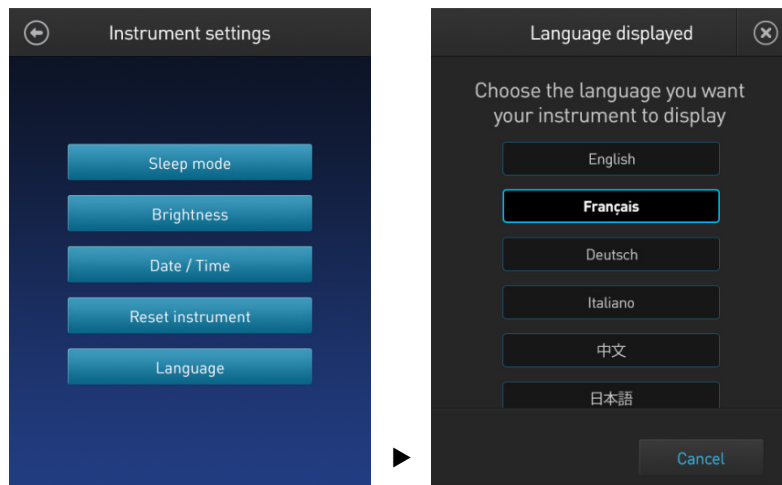 Instrument settings
Sleep mode
Brightness
Date / Time
Reset instrument
Language
Language displayed
Choose the language you want
your instrument to display
English
Français
Deutsch
Italiano
中文
日本語
Cancel